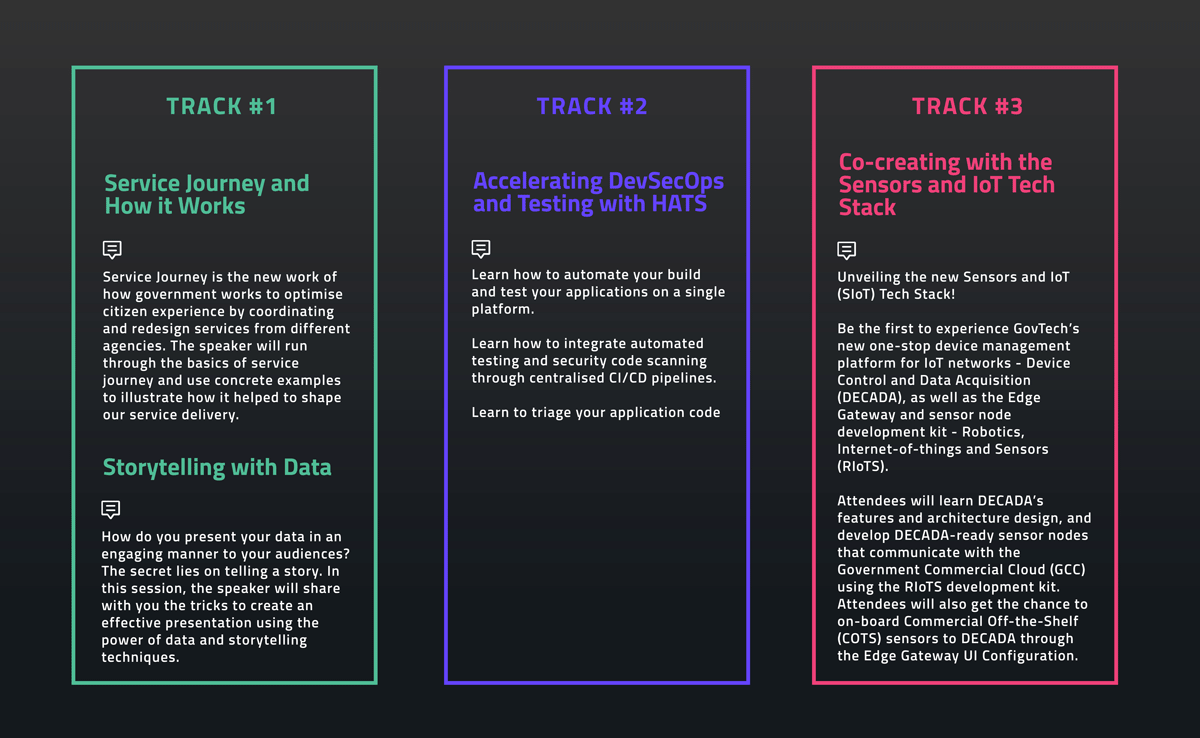 TRACK #1
Service Journey and
How it Works
Service Journey is the new work of
how government works to optimise
citizen experience by coordinating
and redesign services from different
agencies. The speaker will run
through the basics of service
journey and use concrete examples
to illustrate how it helped to shape
our service delivery.
Storytelling with Data
How do you present your data in an
engaging manner to your audiences?
The secret lies on telling a story. In
this session, the speaker will share
with you the tricks to create an
effective presentation using the
power of data and storytelling
techniques.
TRACK #2
Accelerating DevSecOps
and Testing with HATS
Learn how to automate your build
and test your applications on a single
platform.
Learn how to integrate automated
testing and security code scanning
through centralised CI/CD pipelines.
Learn to triage your application code
TRACK #3
Co-creating with the
Sensors and IoT Tech
Stack
Unveiling the new Sensors and IoT
(SIoT) Tech Stack!
Be the first to experience GovTech's
new one-stop device management
platform for IoT networks - Device
Control and Data Acquisition
(DECADA), as well as the Edge
Gateway and sensor node
development kit - Robotics,
Internet-of-things and Sensors
(RIoTS).
Attendees will learn DECADA's
features and architecture design, and
develop DECADA-ready sensor nodes
that communicate with the
Government Commercial Cloud (GCC)
using the RIoTS development kit.
Attendees will also get the chance to
on-board Commercial Off-the-Shelf
(COTS) sensors to DECADA through
the Edge Gateway UI Configuration.